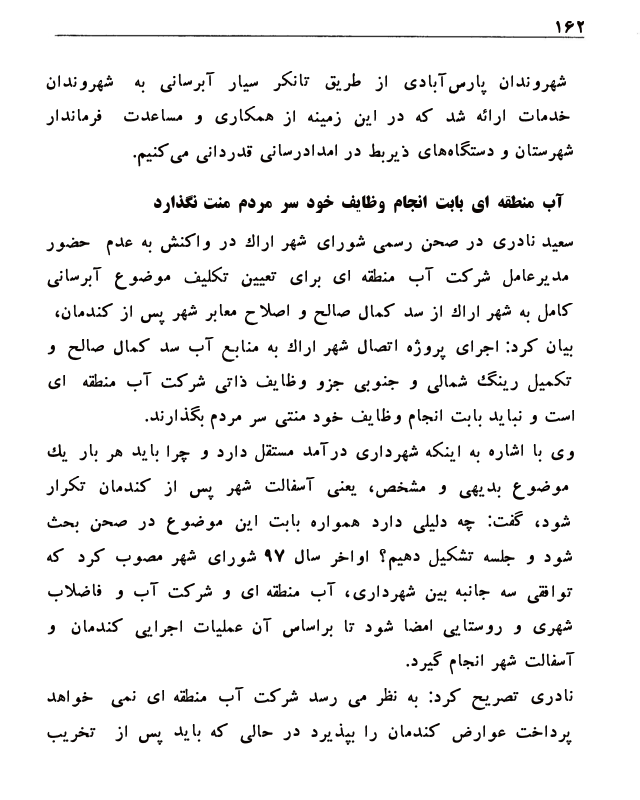 ۱۶۲
شهروندان پارس‌آبادی از طریق تانکر سیار آبرسانی به شهروندان
خدمات ارائه شد که در این زمینه از همکاری و مساعدت فرماندار
شهرستان و دستگاه‌های ذیربط در امدادرسانی قدردانی می‌کنیم.
آب منطقه ای بابت انجام وظایف خود سر مردم منت نگذارد
سعید نادری در صحن رسمی شورای شهر اراك در واکنش به عدم حضور
مدیرعامل شرکت آب منطقه ای برای تعیین تکلیف موضوع آبرسانی
کامل به شهر اراك از سد کمال صالح و اصلاح معابر شهر پس از کندمان،
بیان کرد: اجرای پروژه اتصال شهر اراك به منابع آب سد کمال صالح و
تکمیل رینگ شمالی و جنوبی جزو وظایف ذاتی شرکت آب منطقه ای
است و نباید بابت انجام وظایف خود منتی سر مردم بگذارند.
وی با اشاره به اینکه شهرداری درآمد مستقل دارد و چرا باید هر بار یك
موضوع بدیهی و مشخص، یعنی آسفالت شهر پس از کندمان تکرار
شود، گفت: چه دلیلی دارد همواره بابت این موضوع در صحن بحث
شود و جلسه تشکیل دهیم؟ اواخر سال ۹۷ شورای شهر مصوب کرد که
توافقی سه جانبه بین شهرداری، آب منطقه ای و شرکت آب و فاضلاب
شهری و روستایی امضا شود تا براساس آن عملیات اجرایی کندمان و
آسفالت شهر انجام گیرد.
نادری تصریح کرد: به نظر می رسد شرکت آب منطقه ای نمی خواهد
پرداخت عوارض کندمان را بپذیرد در حالی که باید پس از تخریب